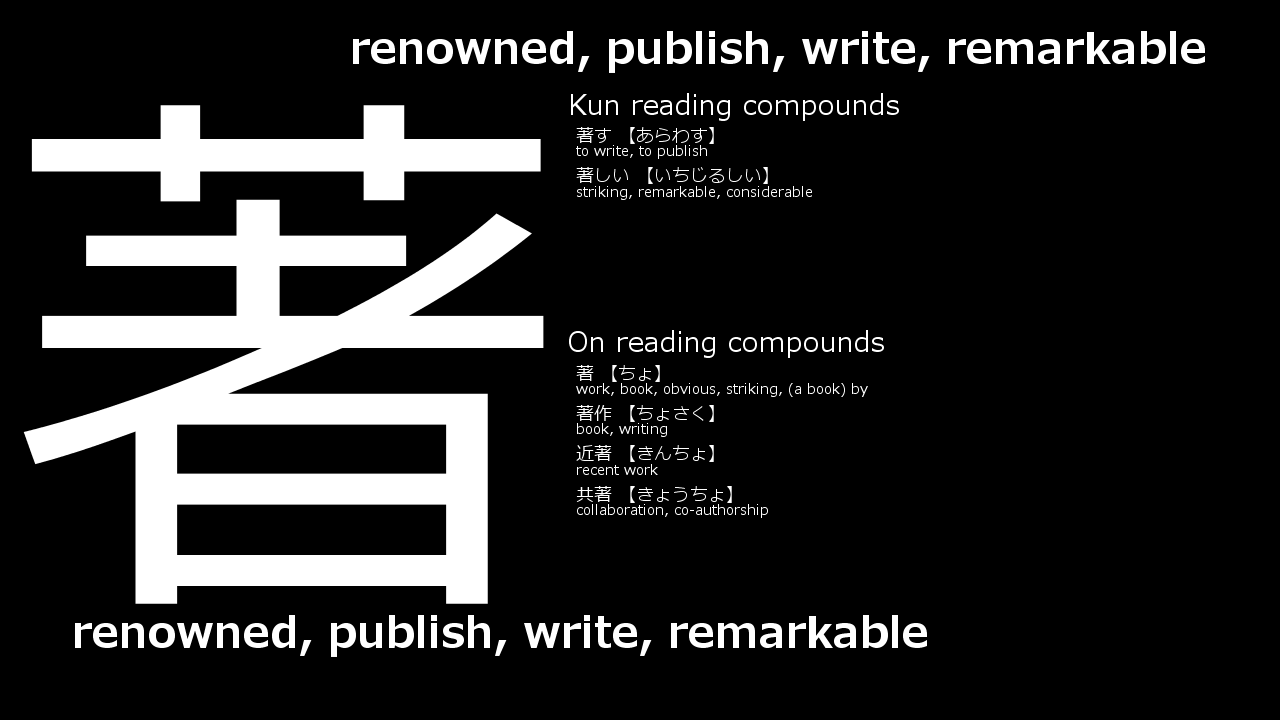 renowned, publish, write, remarkable
著
Kun reading compounds
著す 【あらわす】
to write, to publish
著しい 【いちじるしい】
striking, remarkable, considerable
On reading compounds
著 【ちょ】
work, book, obvious, striking, (a book) by
著作 【ちょさく】
book, writing
近著 【きんちょ】
recent work
共著 【きょうちょ】
collaboration, co-authorship
renowned, publish, write, remarkable